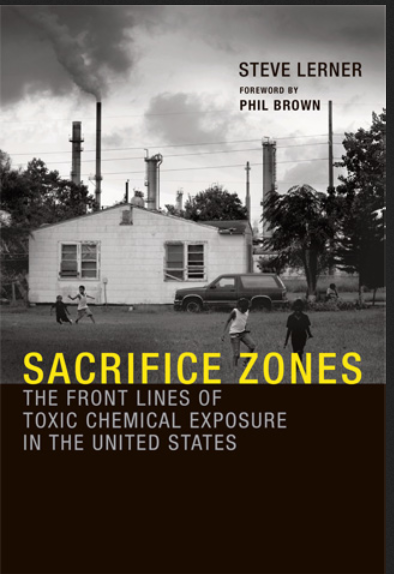 STEVE LERNER
FOREWORD BY
PHIL BROWN
SACRIFICE ZONES
THE FRONT LINES OF
TOXIC CHEMICAL EXPOSURE
IN THE UNITED STATES